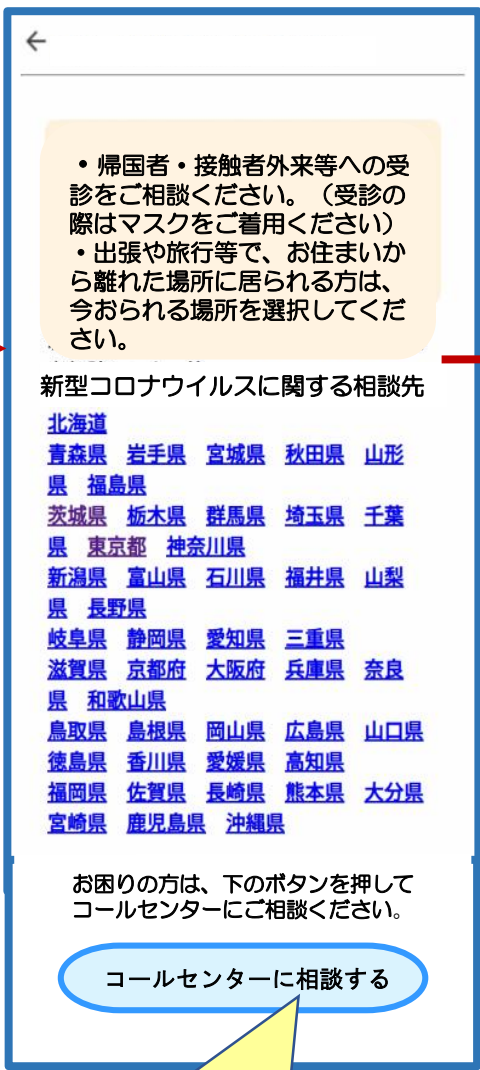 ←
・帰国者・接触者外来等への受
診をご相談ください。（受診の
際はマスクをご着用ください）
・出張や旅行等で、お住まいか
ら離れた場所に居られる方は、
今おられる場所を選択してくだ
さい。
新型コロナウイルスに関する相談先
北海道
青森県 岩手県 宮城県 秋田県 山形
県 福島県
茨城県 栃木県 群馬県 埼玉県 千葉
県 東京都 神奈川県
新潟県 富山県 石川県 福井県 山梨
県 長野県
岐阜県 静岡県 愛知県 三重県
滋賀県 京都府 大阪府 兵庫県 奈良
県 和歌山県
鳥取県 島根県 岡山県 広島県 山口県
徳島県 香川県 愛媛県 高知県
福岡県 佐賀県 長崎県 熊本県 大分県
宮崎県 鹿児島県 沖縄県
お困りの方は、下のボタンを押して
コールセンターにご相談ください。
コールセンターに相談する